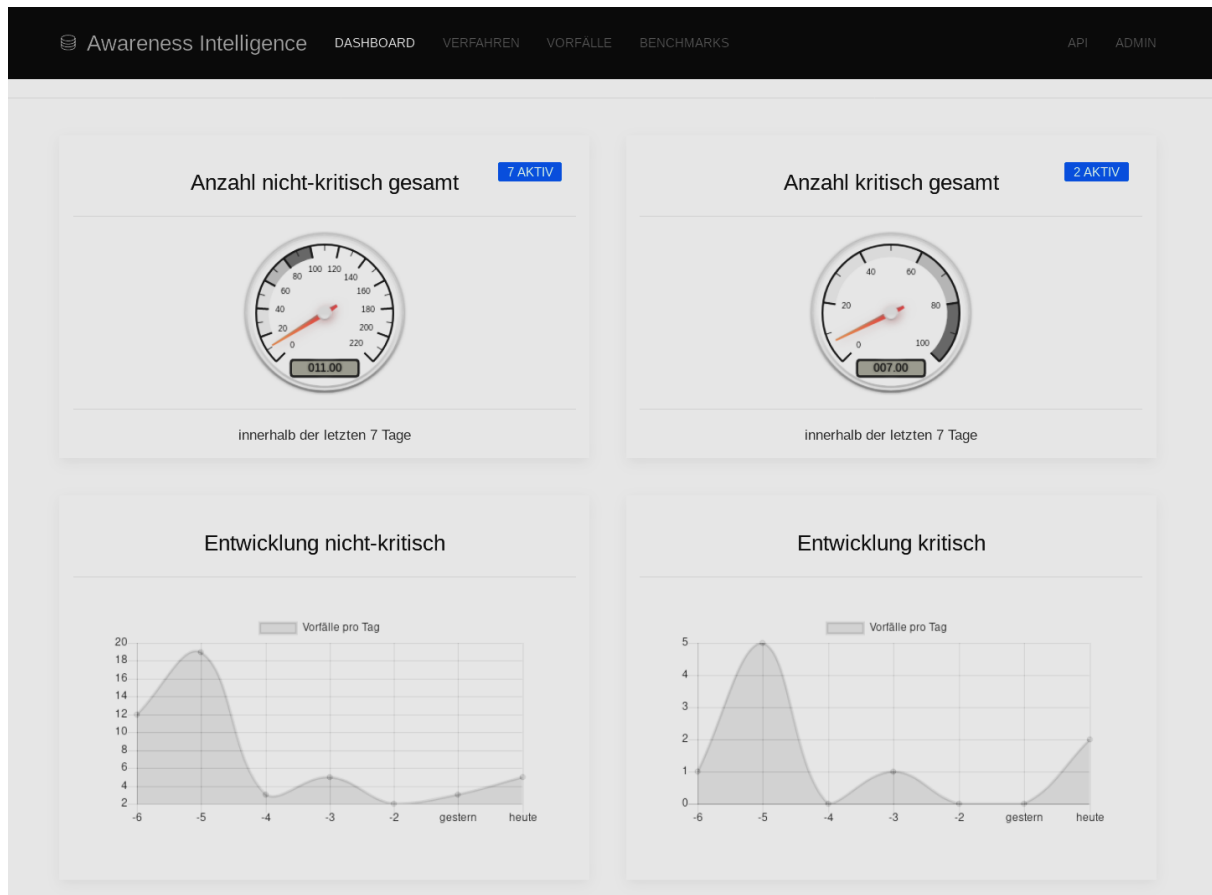 Awareness Intelligence DASHBOARD VERFAHREN VORFÄLLE BENCHMARKS API ADMIN
Anzahl nicht-kritisch gesamt 7 AKTIV
0 20 40 60 80 100 120 140 160 180 200 220
011.00
innerhalb der letzten 7 Tage
Anzahl kritisch gesamt 2 AKTIV
0 20 40 60 80 100
007.00
innerhalb der letzten 7 Tage
Entwicklung nicht-kritisch
Vorfälle pro Tag
20
18
16
14
12
10
8
6
4
2
-6 -5 -4 -3 -2 gestern heute
Entwicklung kritisch
Vorfälle pro Tag
5
4
3
2
1
0
-6 -5 -4 -3 -2 gestern heute